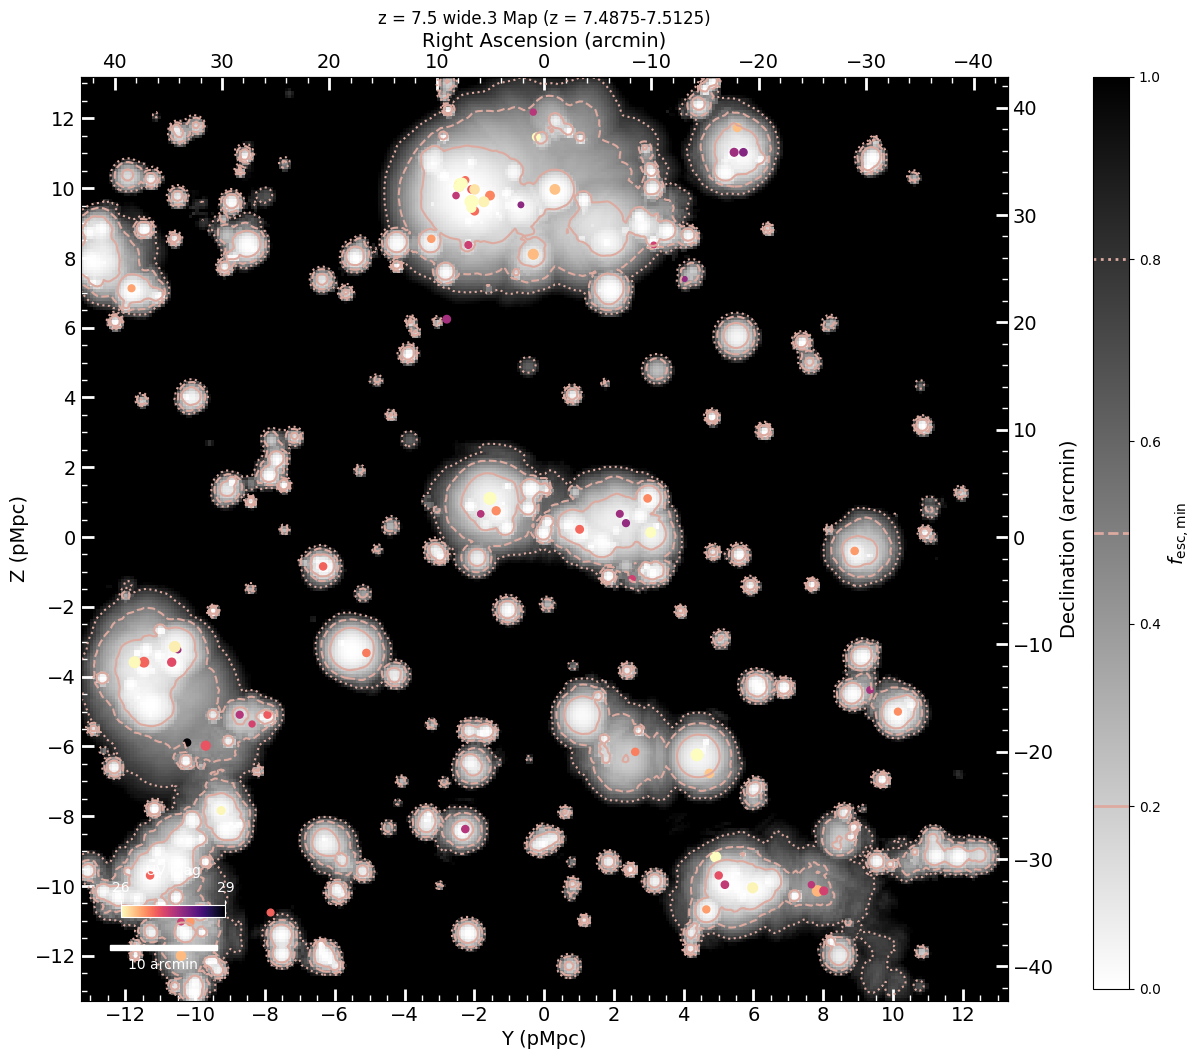 z = 7.5 wide.3 Map (z = 7.4875-7.5125)
Right Ascension (arcmin)
40 30 20 10 0 −10 −20 −30 −40
12 10 8 6 4 2 0 −2 −4 −6 −8 −10 −12
Z (pMpc)
40 30 20 10 0 −10 −20 −30 −40
Declination (arcmin)
1.0 0.8 0.6 0.4 0.2 0.0
fesc,min
26 29
10 arcmin
−12 −10 −8 −6 −4 −2 0 2 4 6 8 10 12
Y (pMpc)